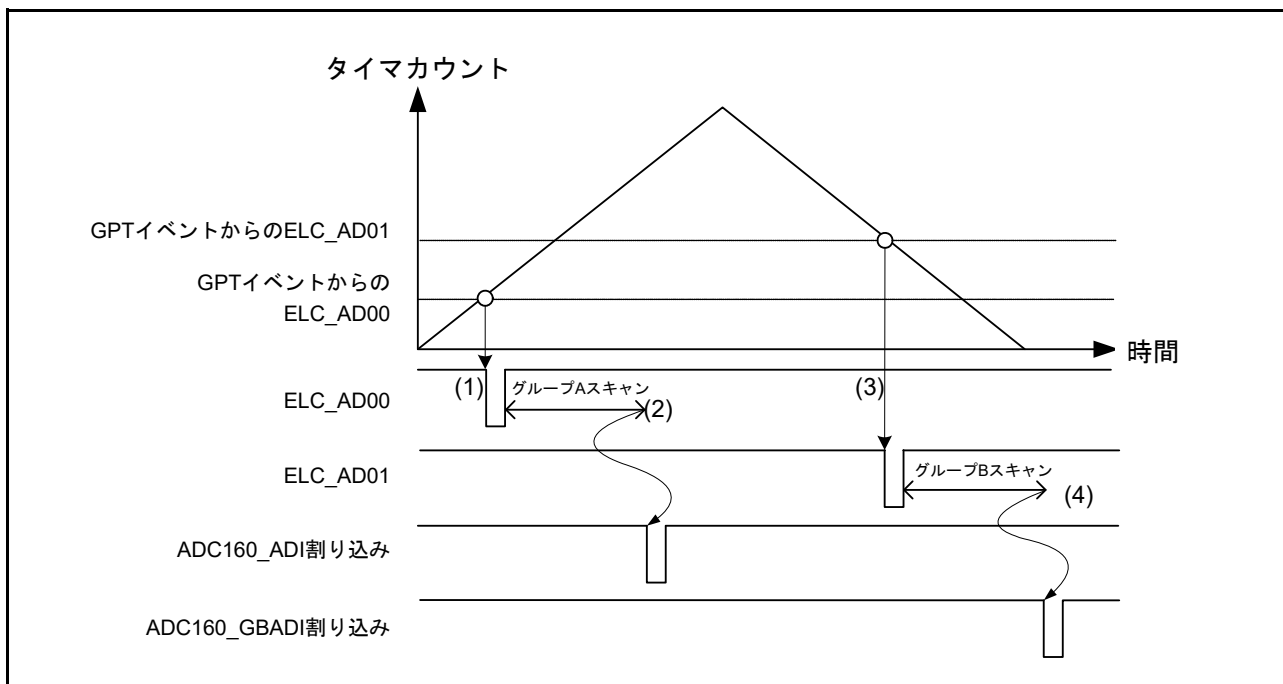 タイマカウント
GPTイベントからのELC_AD01
GPTイベントからの
ELC_AD00
時間
ELC_AD00
(1)
グループAスキャン
(2)
(3)
ELC_AD01
グループBスキャン
(4)
ADC160_ADI割り込み
ADC160_GBADI割り込み